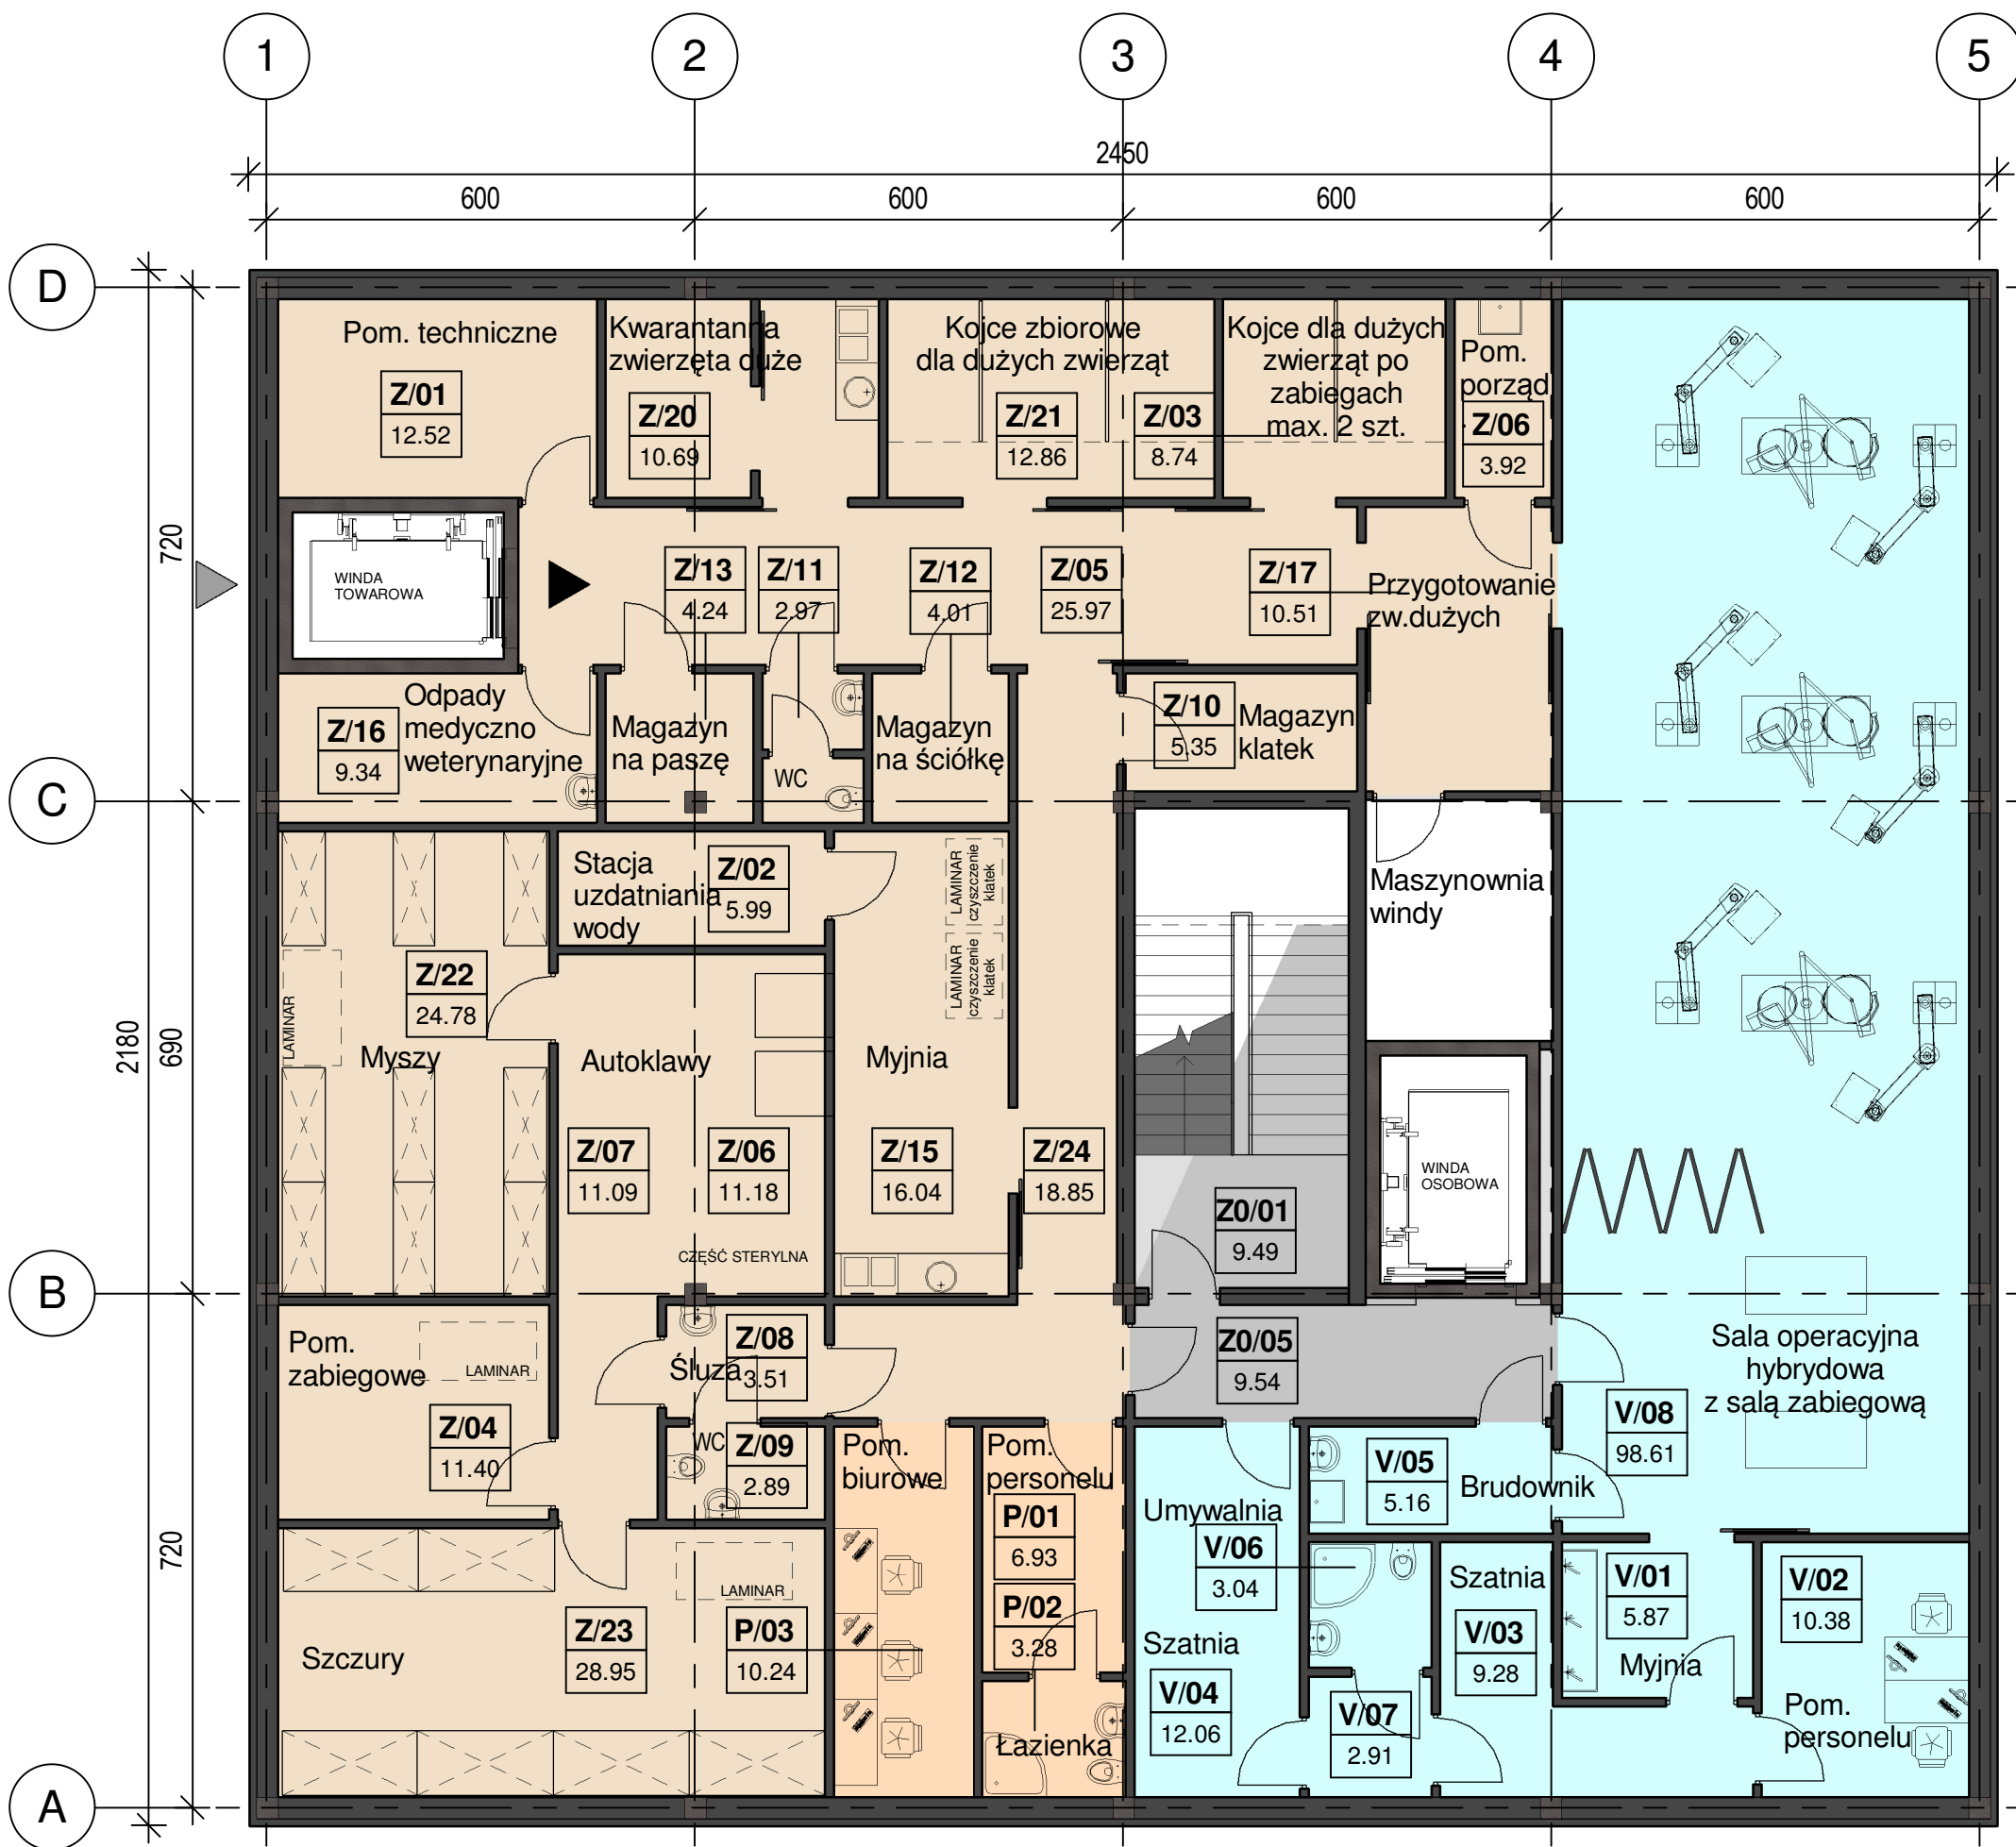 1
2
3
4
5
2450
600
600
600
600
D
C
B
A
720
690
720
2180
Pom. techniczne
Z/01
12.52
Kwarantanna
zwierzęta duże
Z/20
10.69
Kojce zbiorowe
dla dużych zwierząt
Z/21
12.86
Z/03
8.74
Kojce dla dużych
zwierząt po
zabiegach
max. 2 szt.
Pom.
porząd.
Z/06
3.92
WINDA
TOWAROWA
Z/13
4.24
Z/11
2.97
Z/12
4.01
Z/05
25.97
Z/17
10.51
Przygotowanie
zw.dużych
Odpady
medyczno
weterynaryjne
Z/16
9.34
Magazyn
na paszę
WC
Magazyn
na ściółkę
Z/10
5.35
Magazyn
klatek
Stacja
uzdatniania
wody
Z/02
5.99
LAMINAR
czyszczenie
klatek
LAMINAR
czyszczenie
klatek
Maszynownia
windy
Z/22
24.78
LAMINAR
Myszy
Autoklawy
Myjnia
Z/07
11.09
Z/06
11.18
Z/15
16.04
Z/24
18.85
CZĘŚĆ STERYLNA
Z0/01
9.49
WINDA
OSOBOWA
Pom.
zabiegowe
LAMINAR
Z/04
11.40
Śluza
Z/08
3.51
WC
Z/09
2.89
Z0/05
9.54
Sala operacyjna
hybrydowa
z salą zabiegową
V/08
98.61
Pom.
biurowe
Pom.
personelu
P/01
6.93
P/02
3.28
Umywalnia
V/06
3.04
V/05
5.16
Brudownik
Szczury
Z/23
28.95
LAMINAR
P/03
10.24
Łazienka
Szatnia
V/04
12.06
V/07
2.91
Szatnia
V/03
9.28
V/01
5.87
Myjnia
V/02
10.38
Pom.
personelu